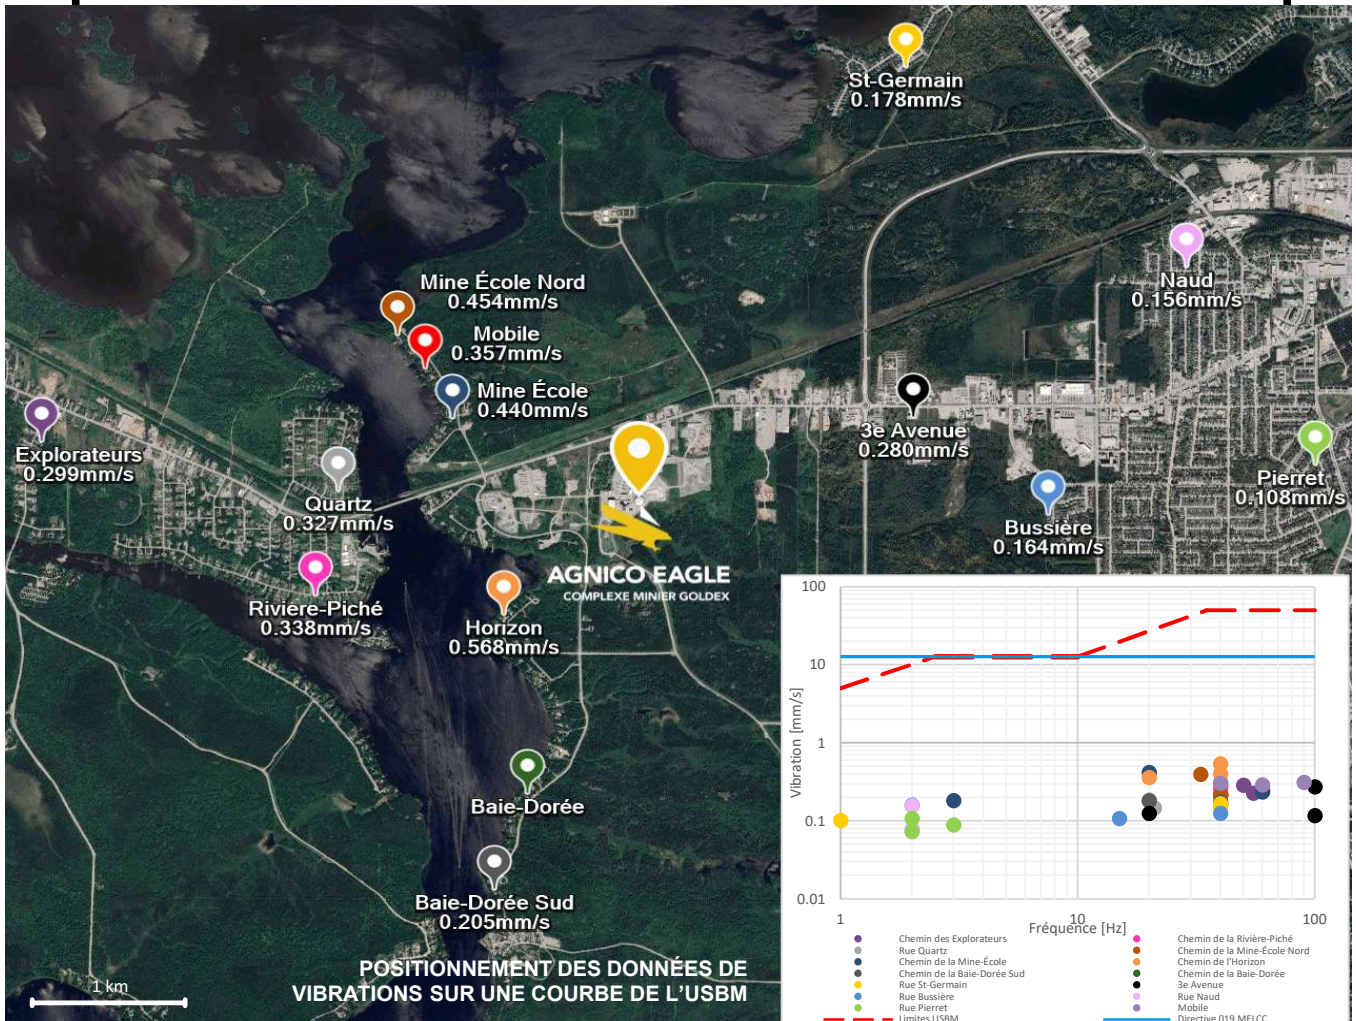 St-Germain
0.178mm/s
Naud
0.156mm/s
Mine École Nord
0.454mm/s
Mobile
0.357mm/s
Mine École
0.440mm/s
3e Avenue
0.280mm/s
Explorateurs
0.299mm/s
Quartz
0.327mm/s
Pierret
0.108mm/s
Bussière
0.164mm/s
AGNICO EAGLE
COMPLEXE MINIER GOLDEX
Riviere-Piché
0.338mm/s
Horizon
0.568mm/s
Baie-Dorée
Baie-Dorée Sud
0.205mm/s
POSITIONNEMENT DES DONNÉES DE
VIBRATIONS SUR UNE COURBE DE L'USBM
1 km
100
10
1
0.1
0.01
Vibration [mm/s]
1
10
100
Fréquence [Hz]
Chemin des Explorateurs
Chemin de la Rivière-Piché
Rue Quartz
Chemin de la Mine-École Nord
Chemin de la Mine-École
Chemin de l'Horizon
Chemin de la Baie-Dorée Sud
Chemin de la Baie-Dorée
Rue St-Germain
3e Avenue
Rue Bussière
Rue Naud
Rue Pierret
Mobile
Limites USBM
Directive 019 MELCC